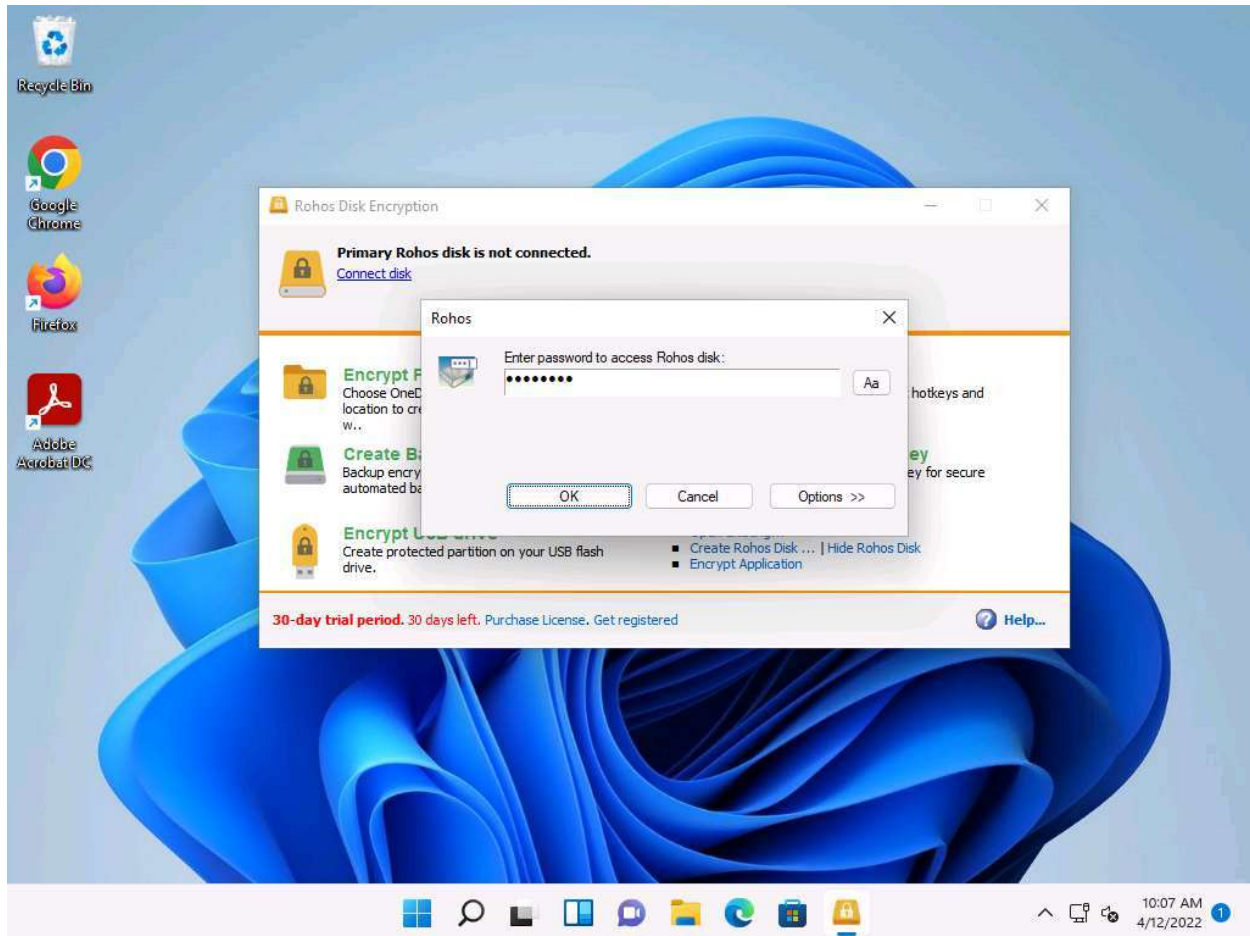 Recycle Bin
Google
Chrome
Firefox
Adobe
Acrobat DC
Rohos Disk Encryption
Primary Rohos disk is not connected.
Connect disk
Rohos
Enter password to access Rohos disk:
••••••••
Aa
OK
Cancel
Options >>
Encrypt F
Choose OneD
location to cre
w..
hotkeys and
Create Ba
Backup encry
automated ba
ey
ey for secure
Encrypt
Create protected partition on your USB flash
drive.
Create Rohos Disk ... | Hide Rohos Disk
Encrypt Application
30-day trial period. 30 days left. Purchase License. Get registered
Help...
10:07 AM
4/12/2022
1